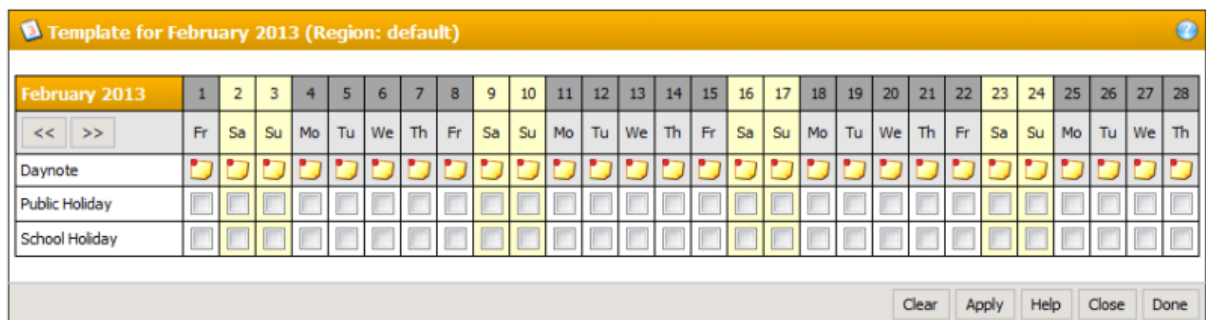 Template for February 2013 (Region: default)
February 2013 1 2 3 4 5 6 7 8 9 10 11 12 13 14 15 16 17 18 19 20 21 22 23 24 25 26 27 28
<< >> Fr Sa Su Mo Tu We Th Fr Sa Su Mo Tu We Th Fr Sa Su Mo Tu We Th Fr Sa Su Mo Tu We Th
Daynote
Public Holiday
School Holiday
Clear Apply Help Close Done